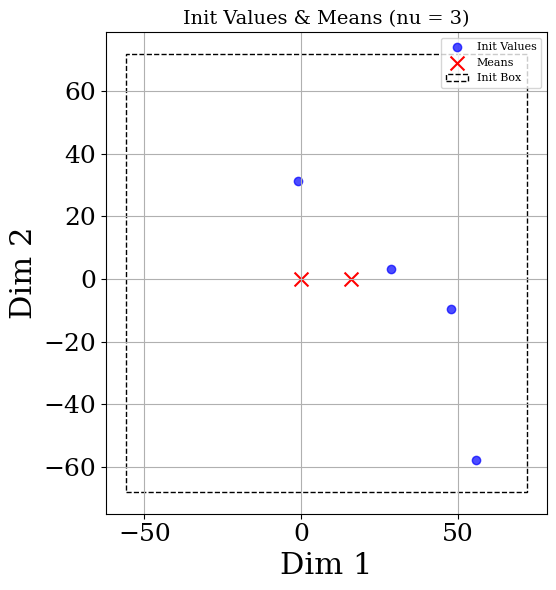 Init Values & Means (nu = 3)
Init Values
Means
Init Box
Dim 2
60
40
20
0
−20
−40
−60
−50
0
50
Dim 1